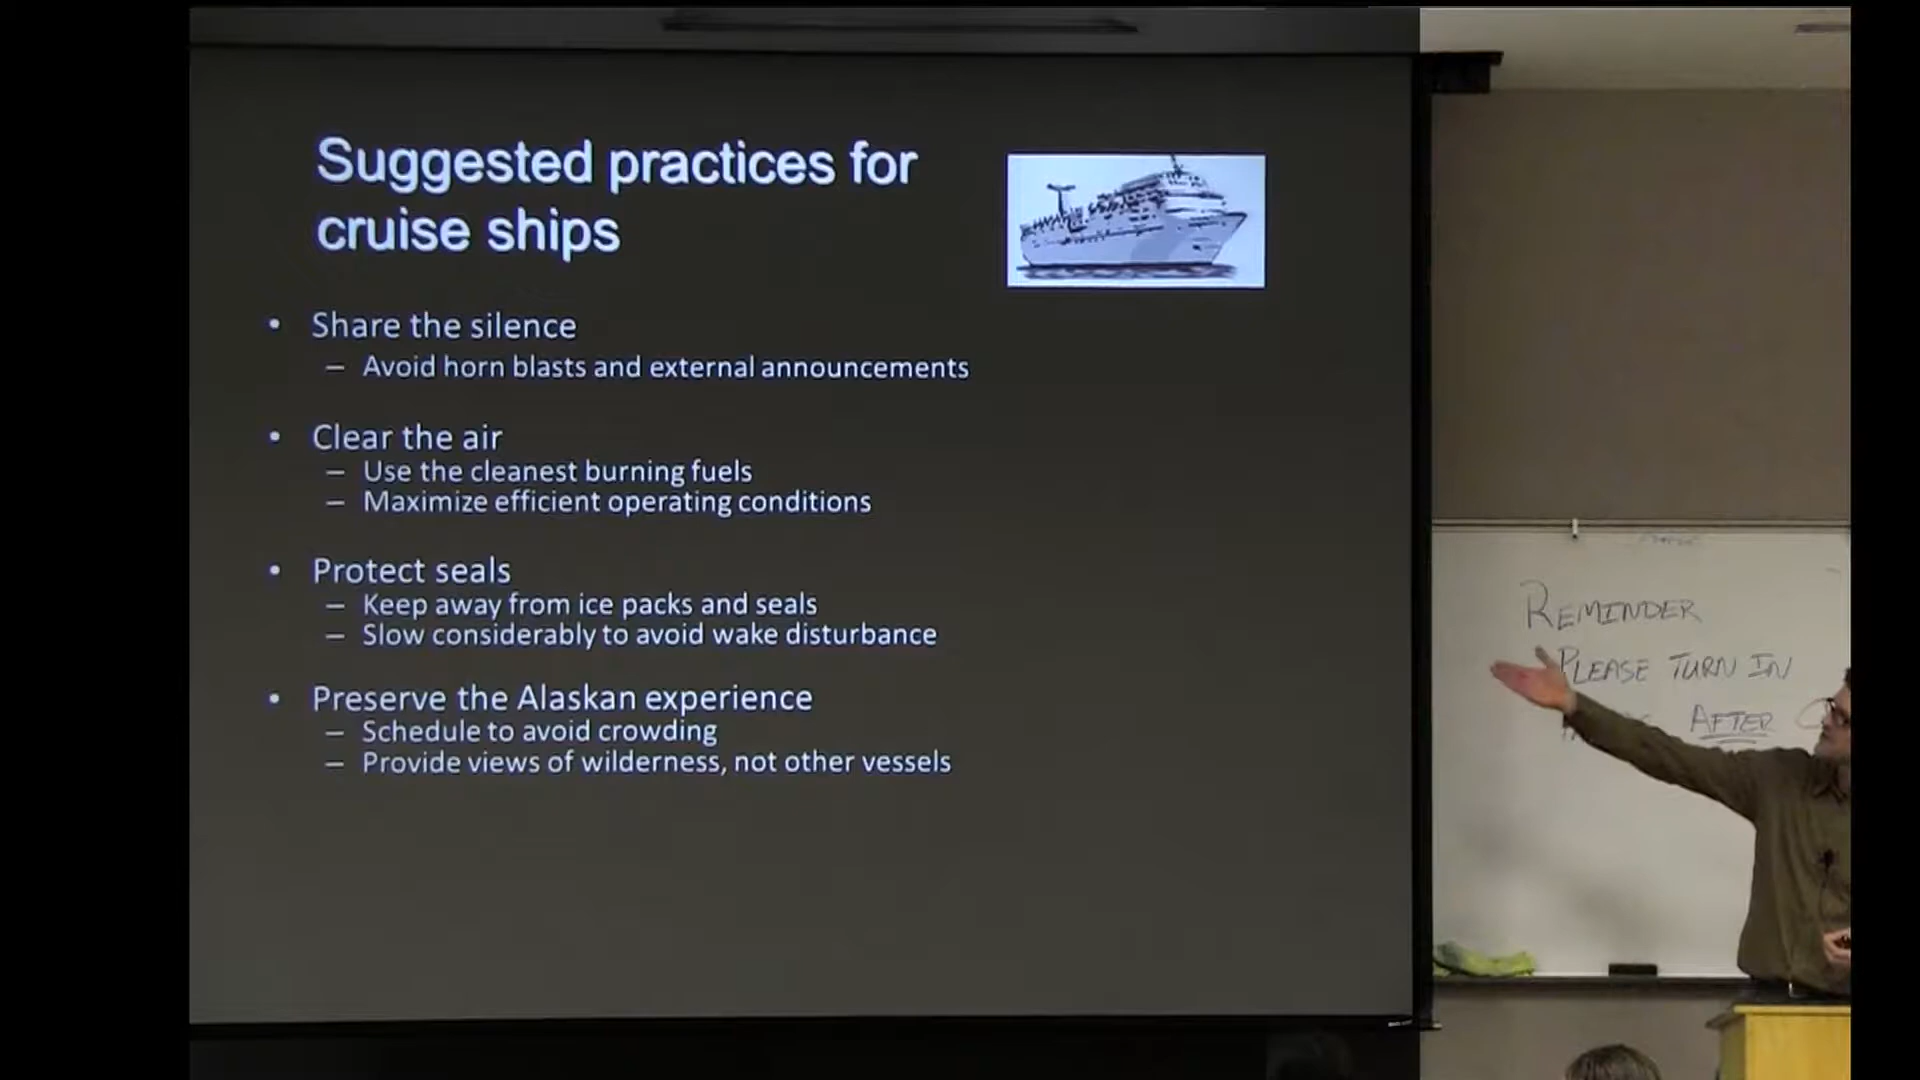 Suggested practices for
cruise ships
• Share the silence
– Avoid horn blasts and external announcements
• Clear the air
– Use the cleanest burning fuels
– Maximize efficient operating conditions
• Protect seals
– Keep away from ice packs and seals
– Slow considerably to avoid wake disturbance
• Preserve the Alaskan experience
– Schedule to avoid crowding
– Provide views of wilderness, not other vessels
REMINDER
PLEASE TURN IN
AFTER